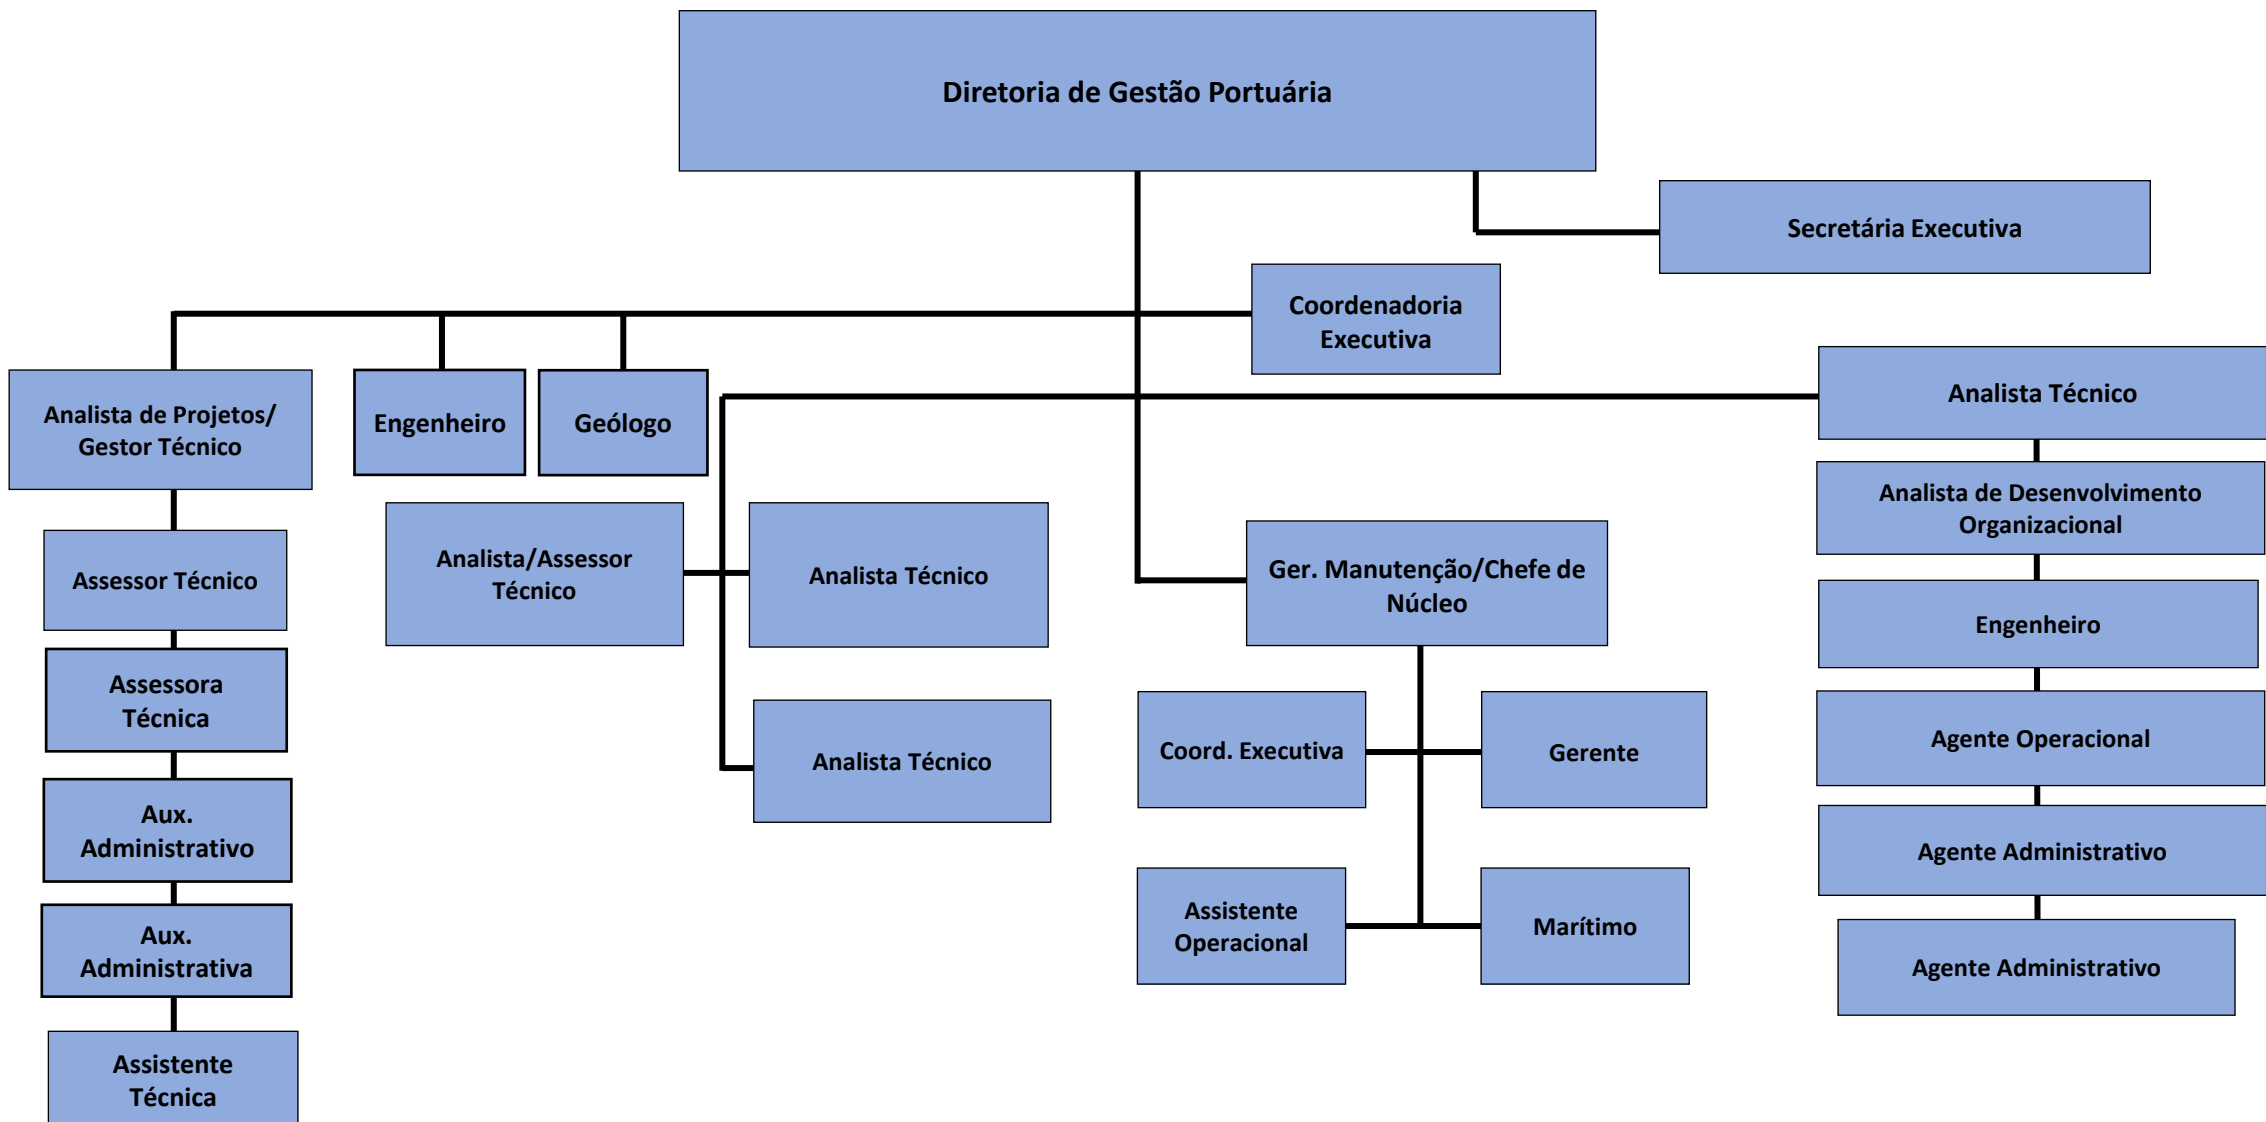 Diretoria de Gestão Portuária
Secretária Executiva
Coordenadoria
Executiva
Analista de Projetos/
Gestor Técnico
Engenheiro
Geólogo
Analista Técnico
Analista de Desenvolvimento
Organizacional
Analista/Assessor
Técnico
Analista Técnico
Ger. Manutenção/Chefe de
Núcleo
Assessor Técnico
Engenheiro
Assessora
Técnica
Analista Técnico
Coord. Executiva
Gerente
Agente Operacional
Aux.
Administrativo
Agente Administrativo
Aux.
Administrativa
Assistente
Operacional
Marítimo
Agente Administrativo
Assistente
Técnica